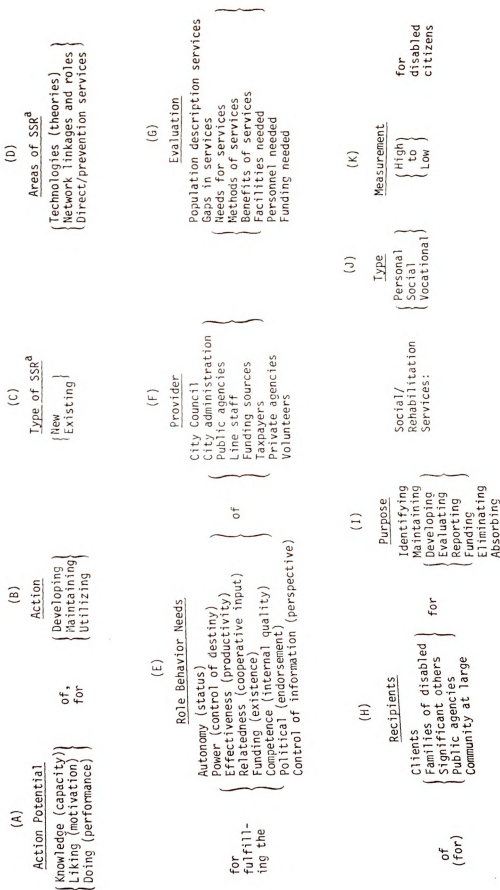 (A)
Action Potential
Knowledge (capacity)
Liking (motivation)
Doing (performance)
of,
for
(B)
Action
Developing
Maintaining
Utilizing
(C)
Type of SSRa
New
Existing
(D)
Areas of SSRa
Technologies (theories)
Network linkages and roles
Direct/prevention services
for
fulfill-
ing the
(E)
Role Behavior Needs
Autonomy (status)
Power (control of destiny)
Effectiveness (productivity)
Relatedness (cooperative input)
Funding (existence)
Competence (internal quality)
Political (endorsement)
Control of information (perspective)
of
(F)
Provider
City Council
City administration
Public agencies
Line staff
Funding sources
Taxpayers
Private agencies
Volunteers
(G)
Evaluation
Population description services
Gaps in services
Needs for services
Methods of services
Benefits of services
Facilities needed
Personnel needed
Funding needed
of
(for)
(H)
Recipients
Clients
Families of disabled
Significant others
Public agencies
Community at large
for
(I)
Purpose
Identifying
Maintaining
Developing
Evaluating
Reporting
Funding
Eliminating
Absorbing
Social/
Rehabilitation
Services:
(J)
Type
Personal
Social
Vocational
(K)
Measurement
High
to
Low
for
disabled
citizens